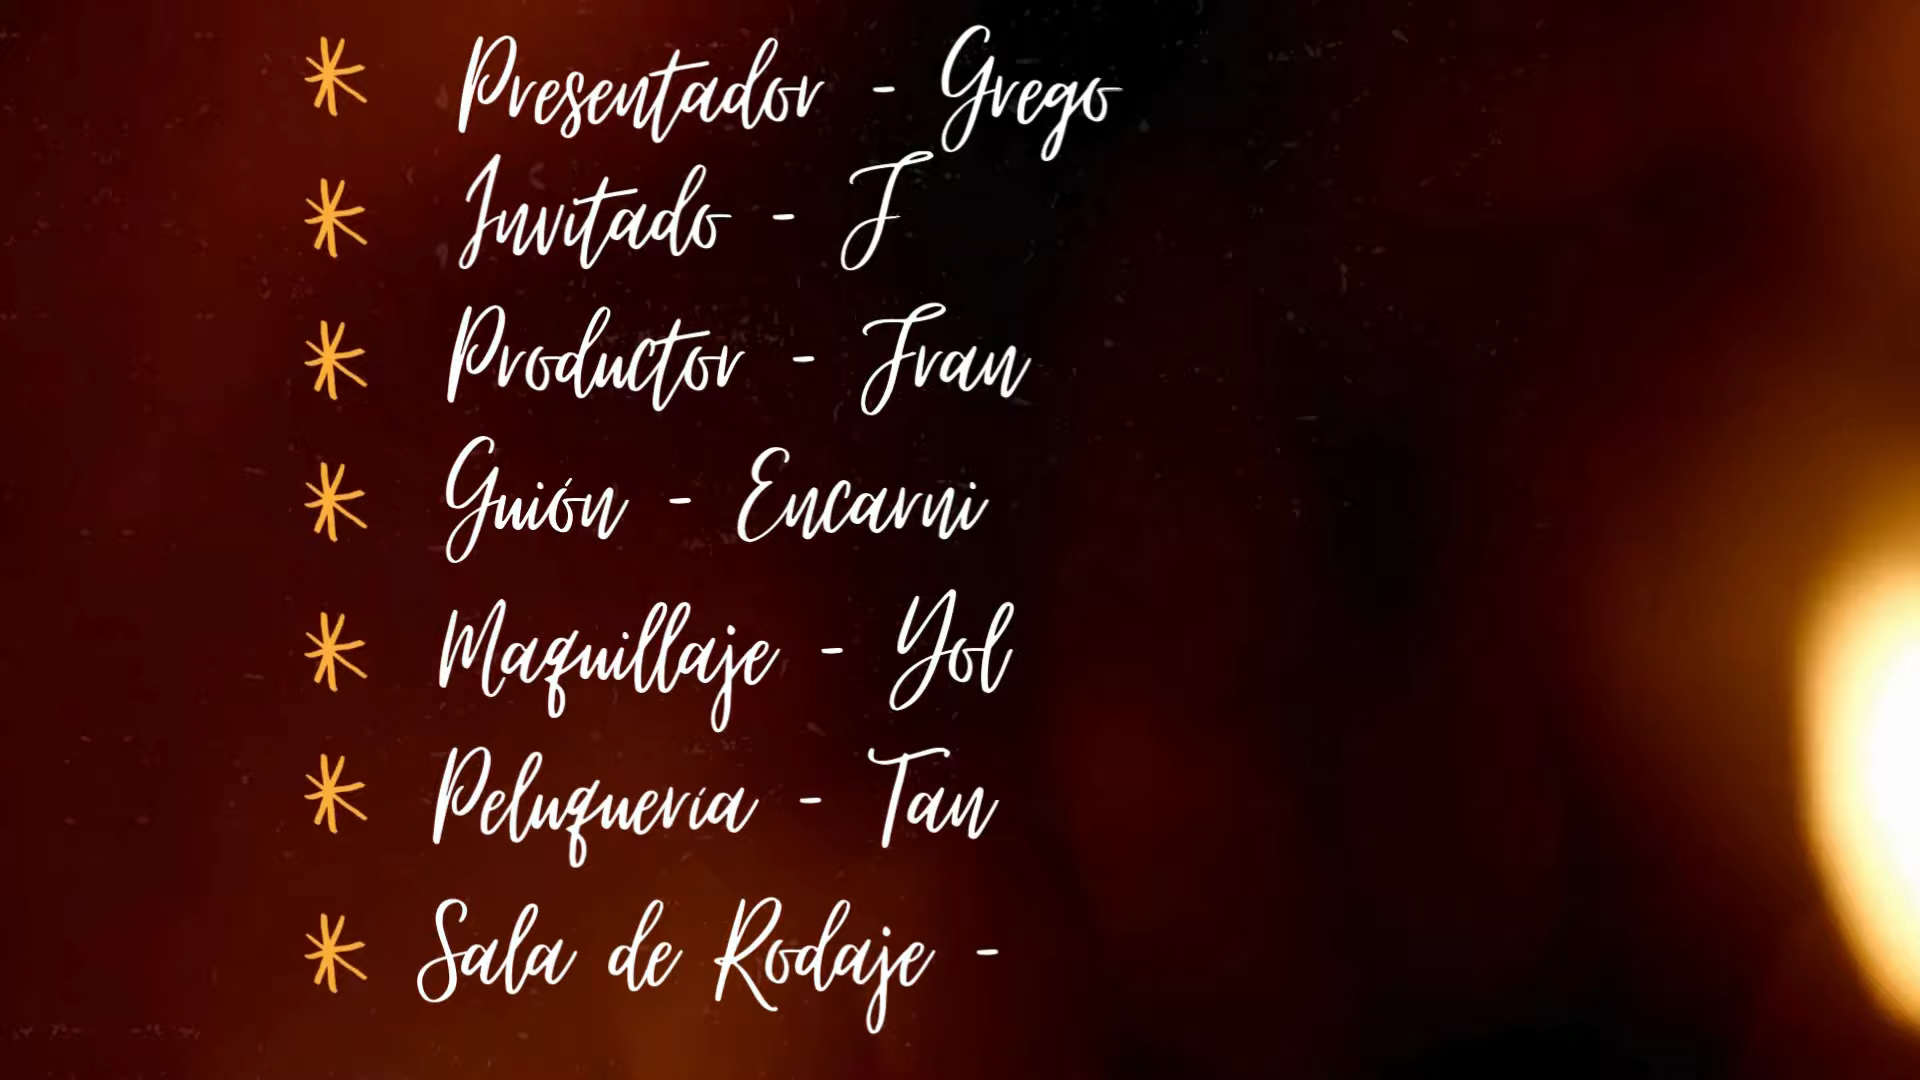 Presentador - Grego
Invitado - F
Productor - Fran
Guión - Encarni
Maquillaje - Yol
Peluquería - Tan
Sala de Rodaje -